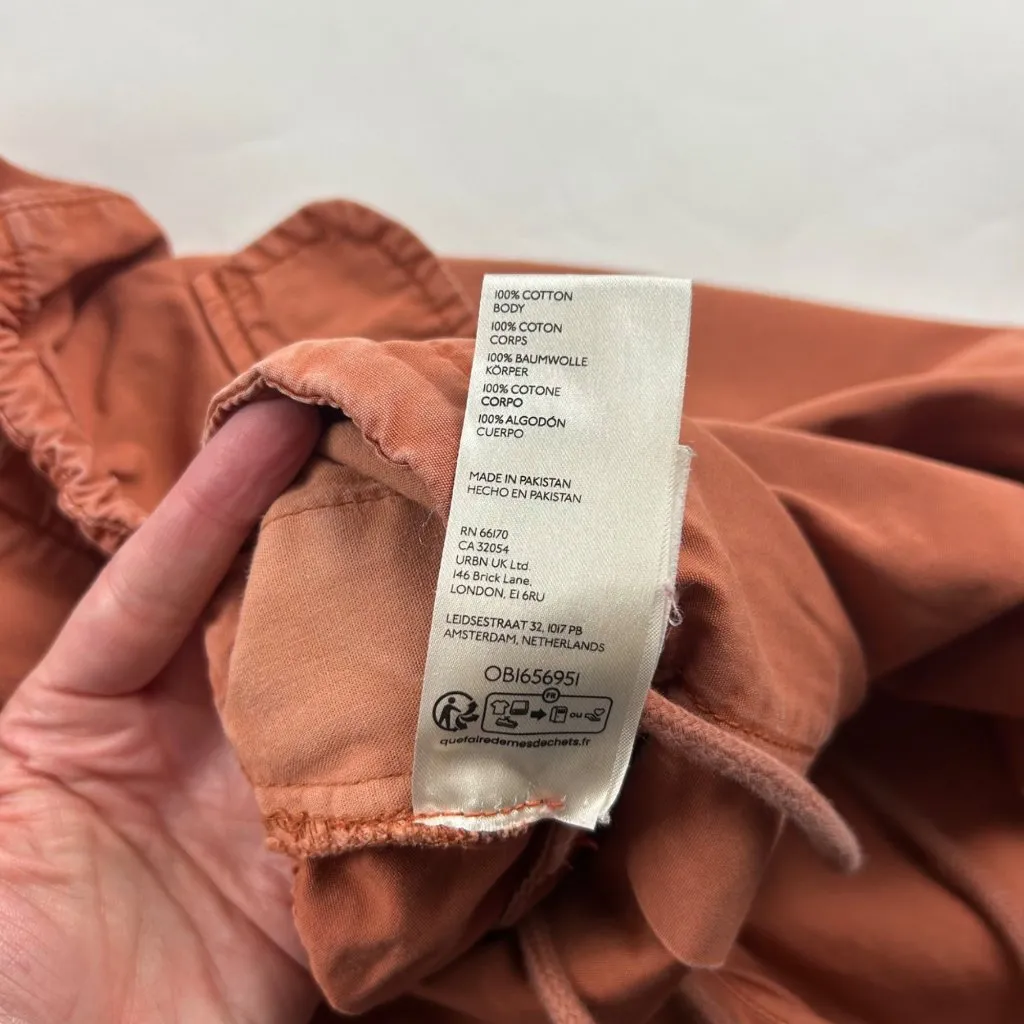 100% COTTON
BODY
100% COTON
CORPS
100% BAUMWOLLE
KÖRPER
100% COTONE
CORPO
100% ALGODÓN
CUERPO
MADE IN PAKISTAN
HECHO EN PAKISTAN
RN 66170
CA 32054
URBN UK Ltd.
146 Brick Lane,
LONDON, E1 6RU
LEIDSESTRAAT 32, 1017 PB
AMSTERDAM, NETHERLANDS
OB1656951
FR
OU
quefairedemesdechets.fr